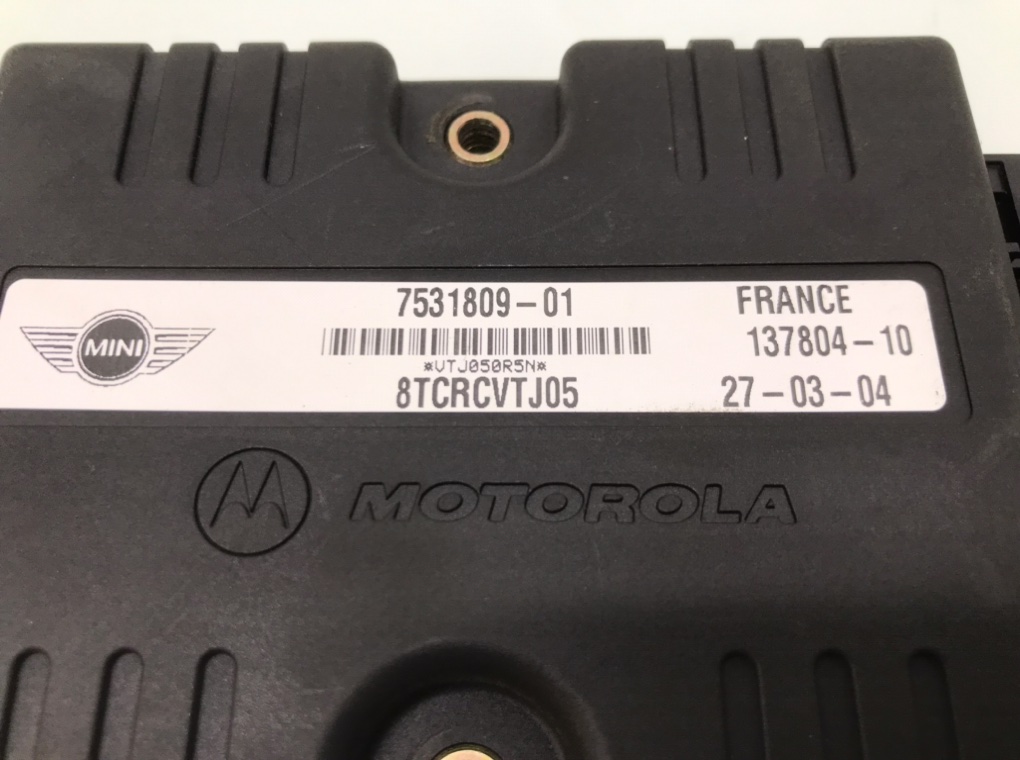 MINI
7531809-01
*VTJ050R5N*
8TCRCVTJ05
FRANCE
137804-10
27-03-04
MOTOROLA